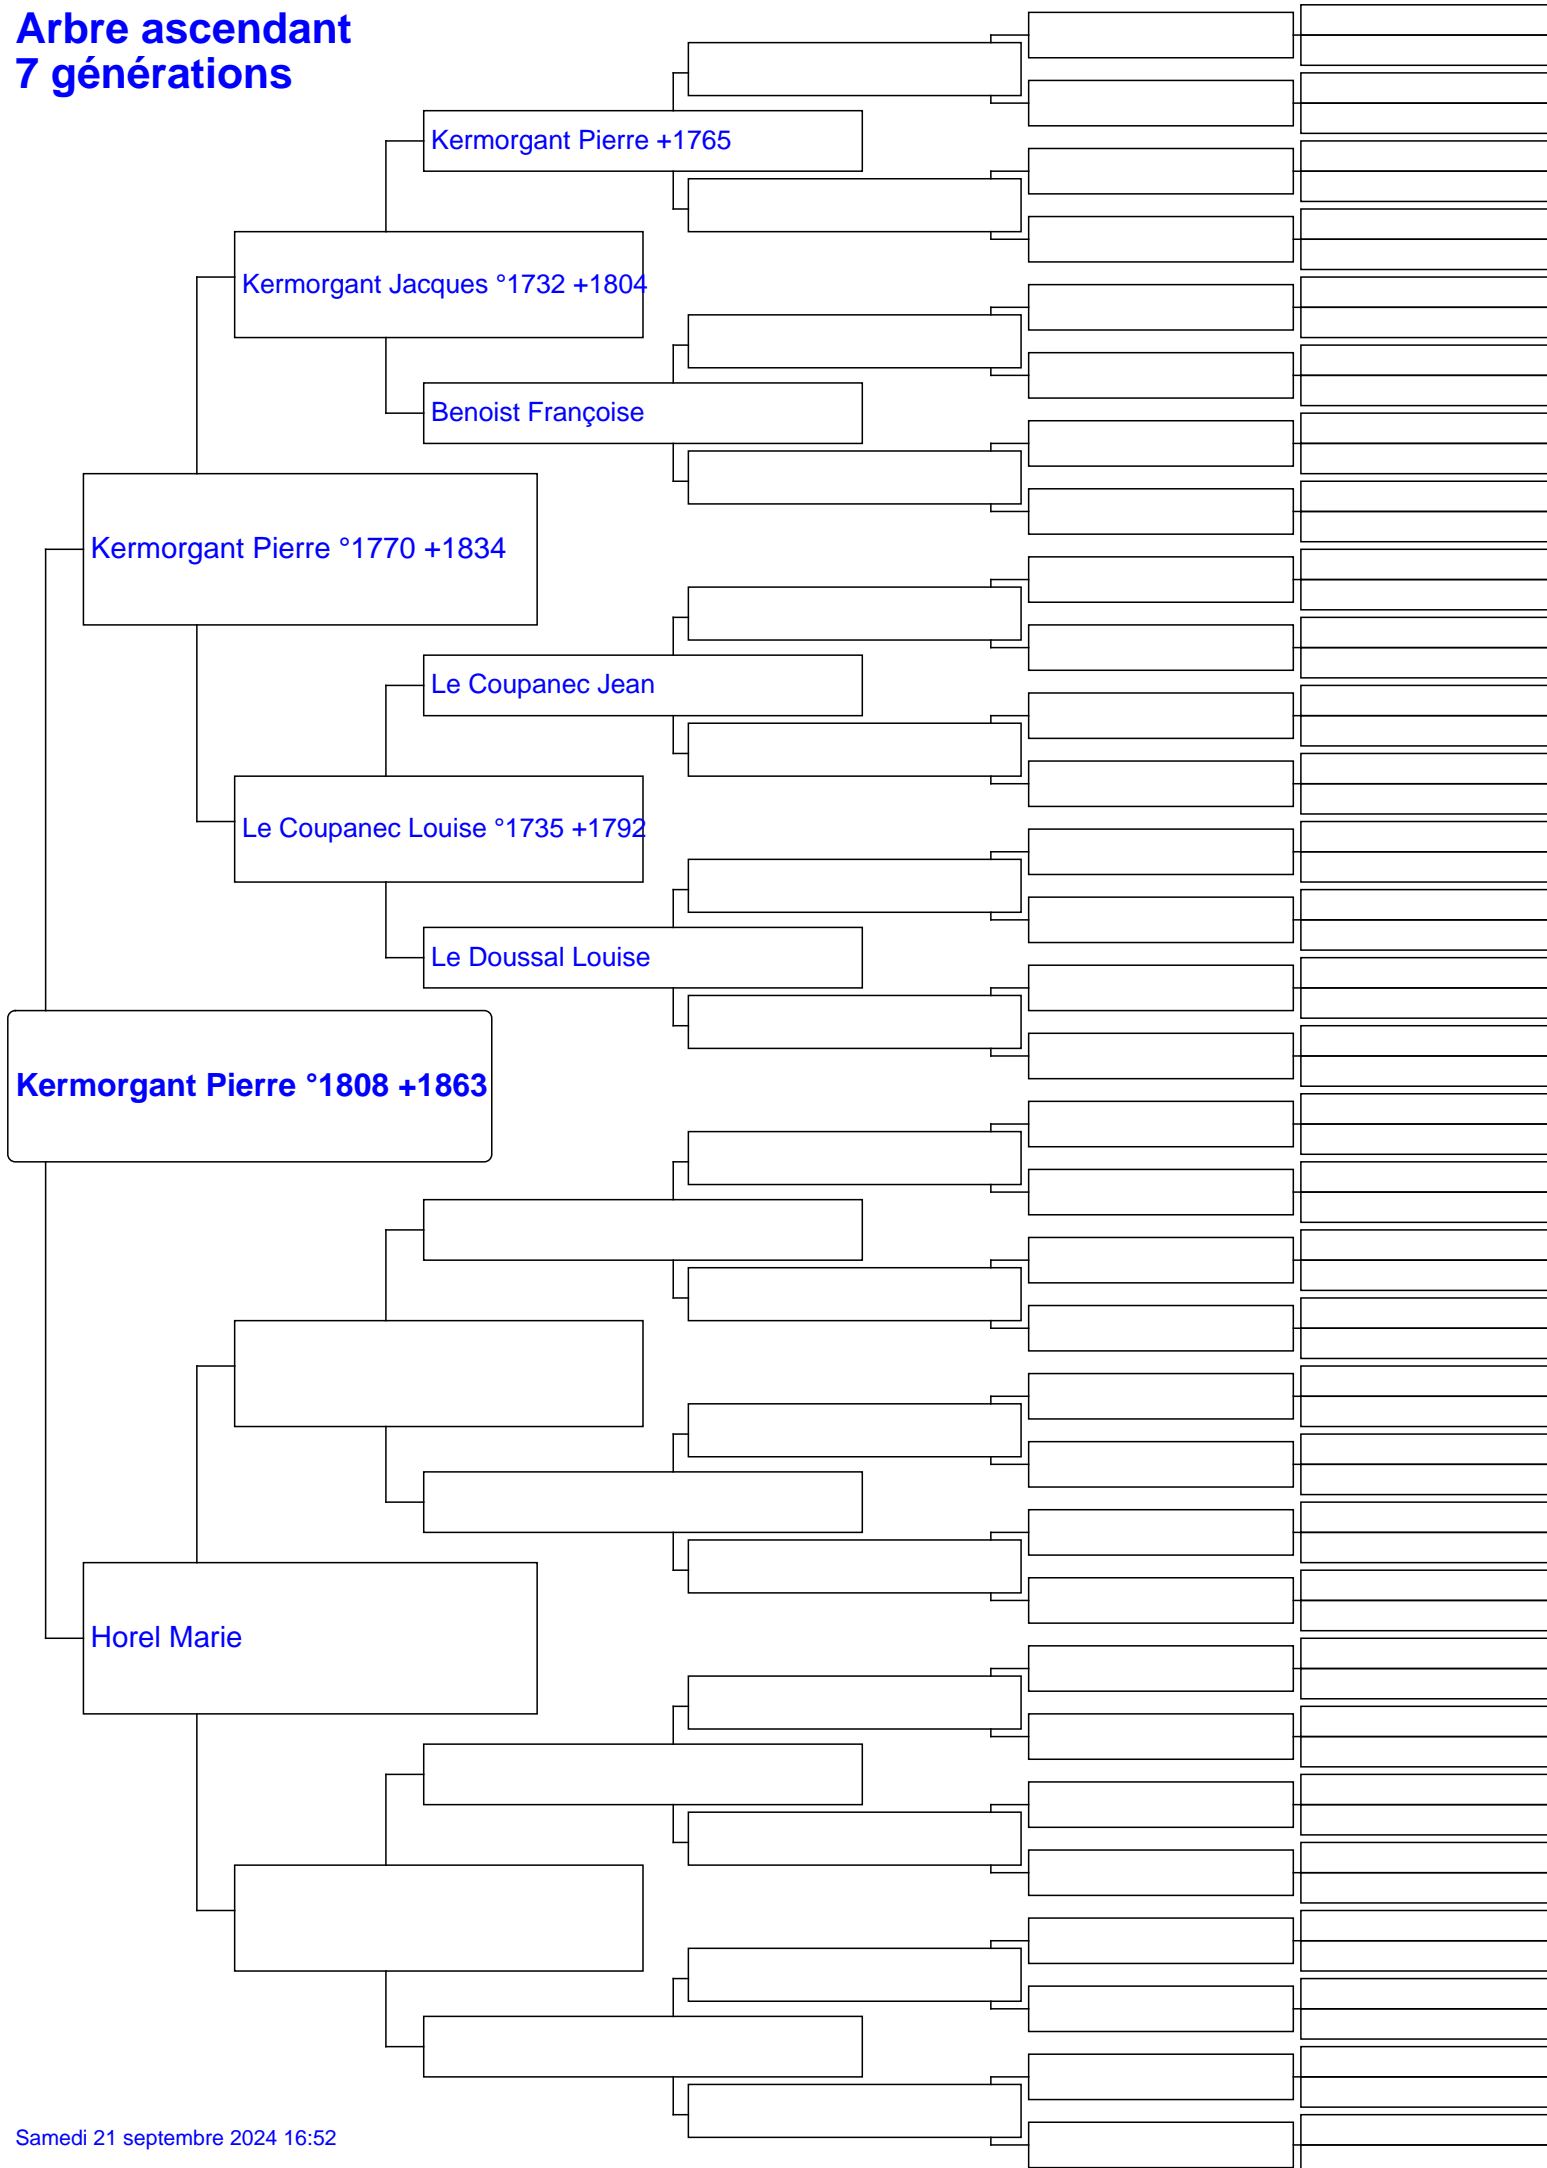 Arbre ascendant
7 générations
Kermorgant Pierre +1765
Kermorgant Jacques °1732 +1804
Benoist Françoise
Kermorgant Pierre °1770 +1834
Le Coupanec Jean
Le Coupanec Louise °1735 +1792
Le Doussal Louise
Kermorgant Pierre °1808 +1863
Horel Marie
Samedi 21 septembre 2024 16:52